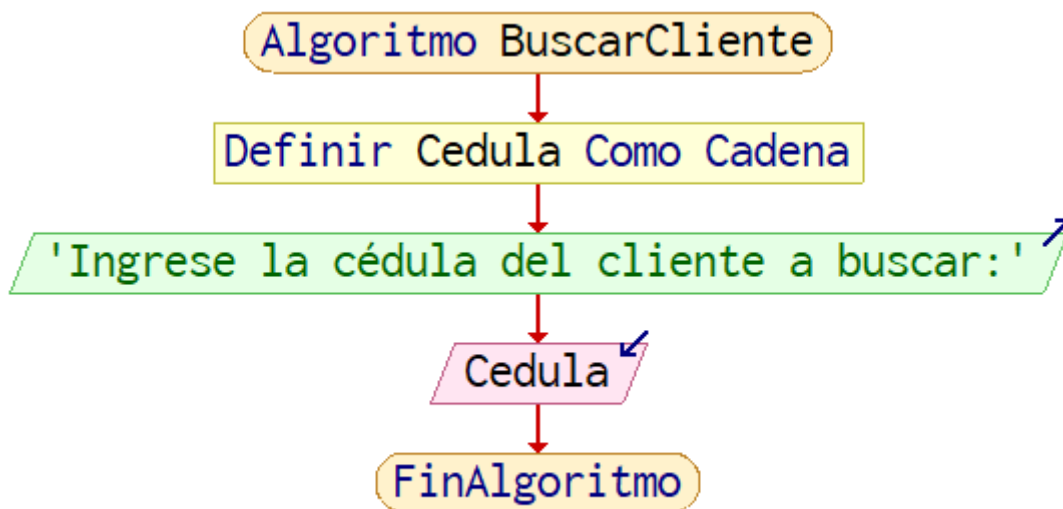 Algoritmo BuscarCliente
Definir Cedula Como Cadena
'Ingrese la cédula del cliente a buscar:'
Cedula
FinAlgoritmo